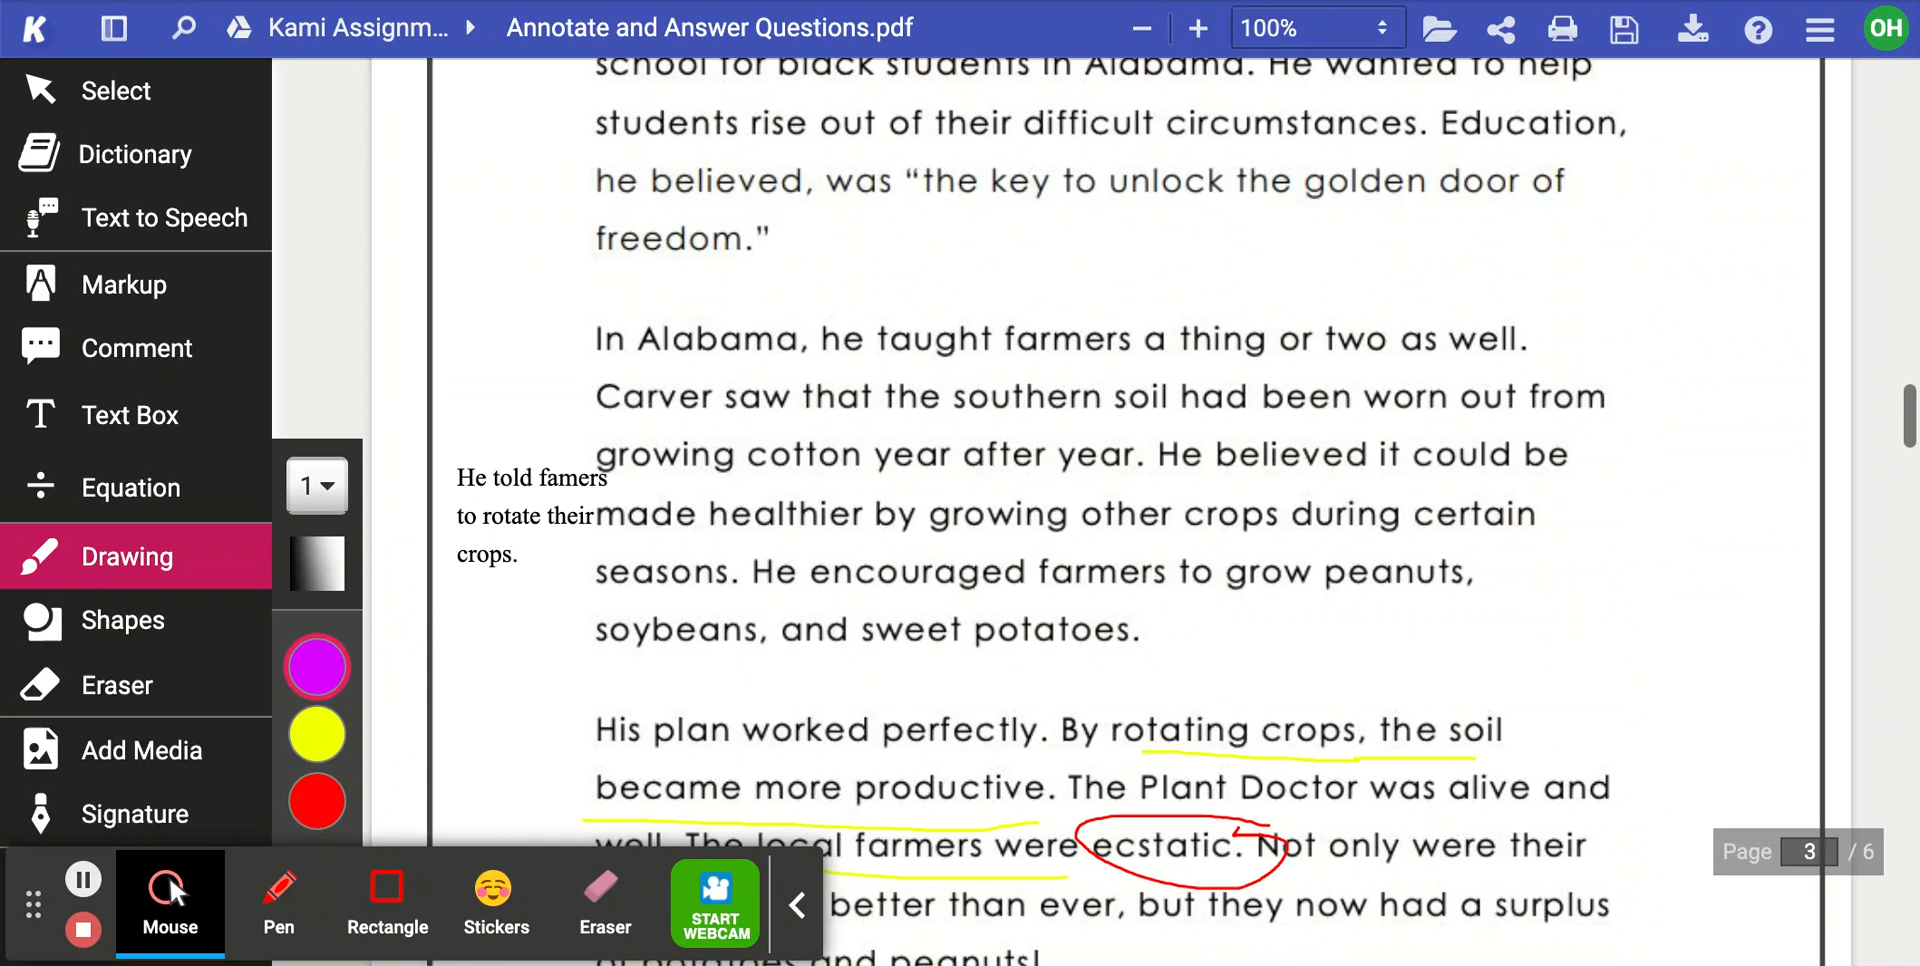 K Kami Assignm... Annotate and Answer Questions.pdf 100% OH
Select
Dictionary
Text to Speech
Markup
Comment
Text Box
Equation
Drawing
Shapes
Eraser
Add Media
Signature
1
school for black students in Alabama. He wanted to help
students rise out of their difficult circumstances. Education,
he believed, was “the key to unlock the golden door of
freedom.”
In Alabama, he taught farmers a thing or two as well.
Carver saw that the southern soil had been worn out from
growing cotton year after year. He believed it could be
made healthier by growing other crops during certain
seasons. He encouraged farmers to grow peanuts,
soybeans, and sweet potatoes.
He told famers
to rotate their
crops.
His plan worked perfectly. By rotating crops, the soil
became more productive. The Plant Doctor was alive and
well. The local farmers were ecstatic. Not only were their
better than ever, but they now had a surplus
of potatoes and peanuts!
Page 3 / 6
Mouse
Pen
Rectangle
Stickers
Eraser
START
WEBCAM